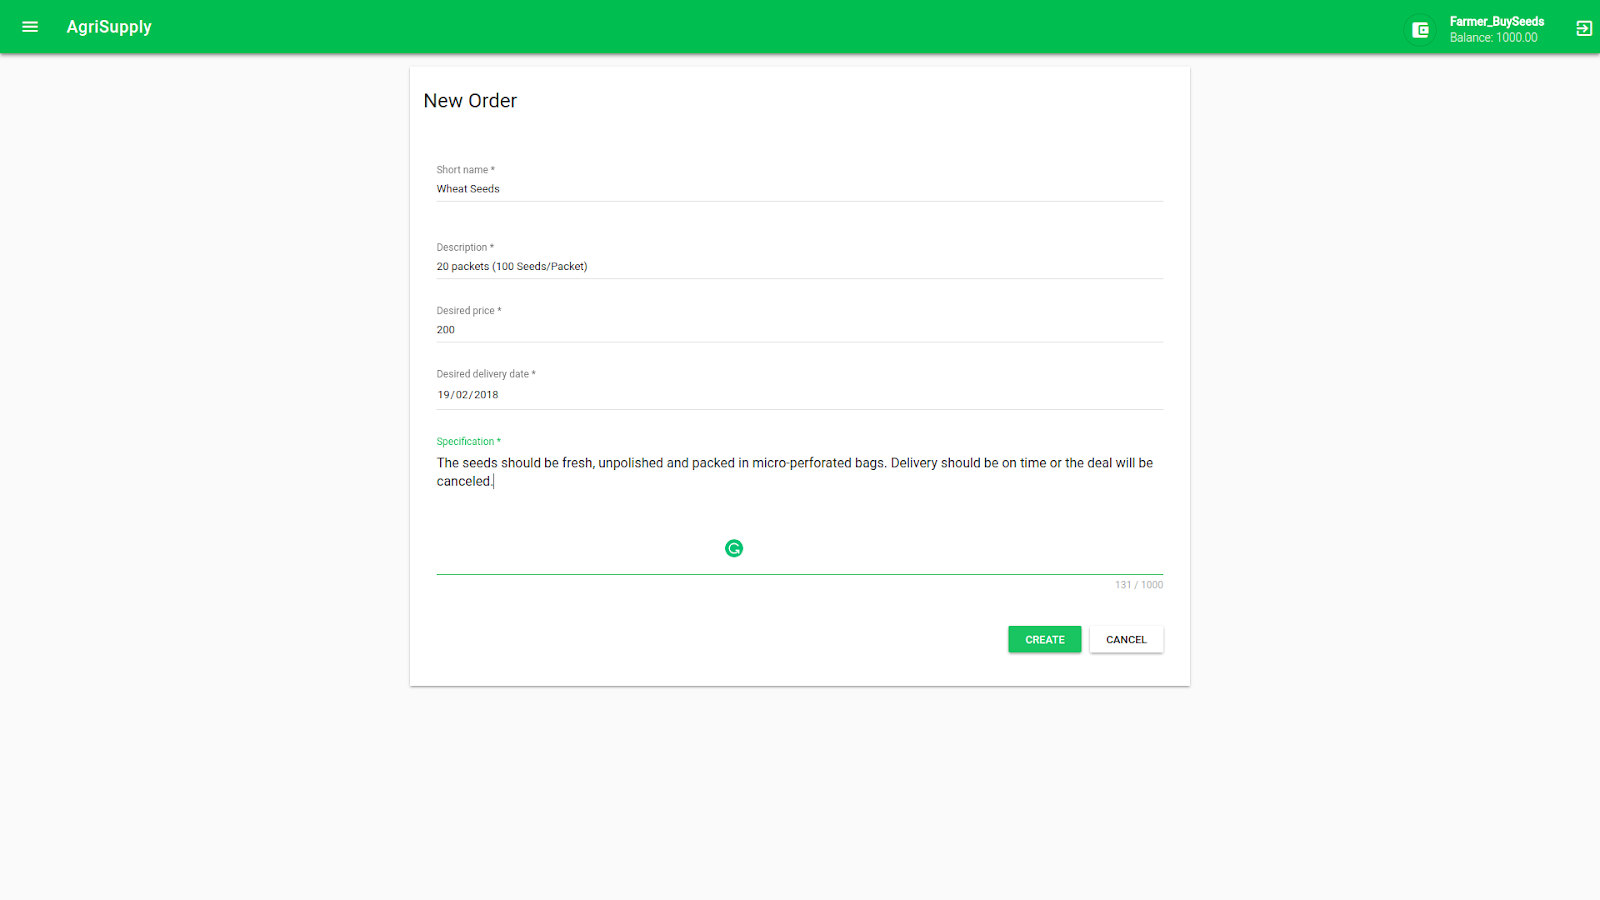 AgriSupply
Farmer_BuySeeds
Balance: 1000.00
New Order
Short name *
Wheat Seeds
Description *
20 packets (100 Seeds/Packet)
Desired price *
200
Desired delivery date *
19/02/2018
Specification *
The seeds should be fresh, unpolished and packed in micro-perforated bags. Delivery should be on time or the deal will be
canceled.
131 / 1000
CREATE CANCEL